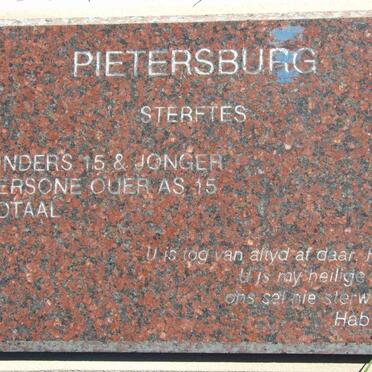 PIETERSBURG
STERFTES
INDERS 15 & JONGER
ERSONE OUER AS 15
OTAAL
U is tog van altyd af daar,
U is my heilige
ons sal nie sterw
Hab